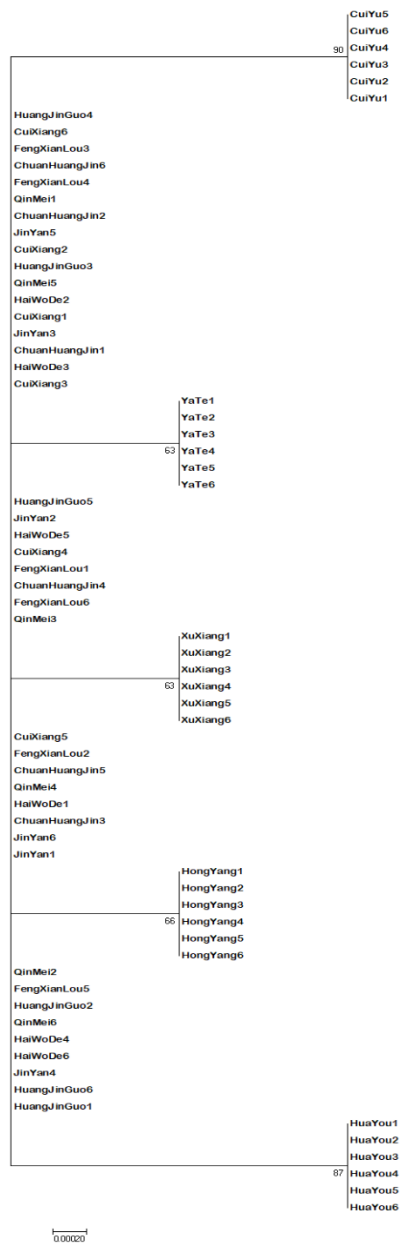 CuiYu5
CuiYu6
90 CuiYu4
CuiYu3
CuiYu2
CuiYu1
HuangJinGuo4
CuiXiang6
FengXianLou3
ChuanHuangJin6
FengXianLou4
QinMei1
ChuanHuangJin2
JinYan5
CuiXiang2
HuangJinGuo3
QinMei5
HaiWoDe2
CuiXiang1
JinYan3
ChuanHuangJin1
HaiWoDe3
CuiXiang3
YaTe1
YaTe2
YaTe3
63 YaTe4
YaTe5
YaTe6
HuangJinGuo5
JinYan2
HaiWoDe5
CuiXiang4
FengXianLou1
ChuanHuangJin4
FengXianLou6
QinMei3
XuXiang1
XuXiang2
XuXiang3
63 XuXiang4
XuXiang5
XuXiang6
CuiXiang5
FengXianLou2
ChuanHuangJin5
QinMei4
HaiWoDe1
ChuanHuangJin3
JinYan6
JinYan1
HongYang1
HongYang2
HongYang3
66 HongYang4
HongYang5
HongYang6
QinMei2
FengXianLou5
HuangJinGuo2
QinMei6
HaiWoDe4
HaiWoDe6
JinYan4
HuangJinGuo6
HuangJinGuo1
HuaYou1
HuaYou2
HuaYou3
87 HuaYou4
HuaYou5
HuaYou6
0.00020